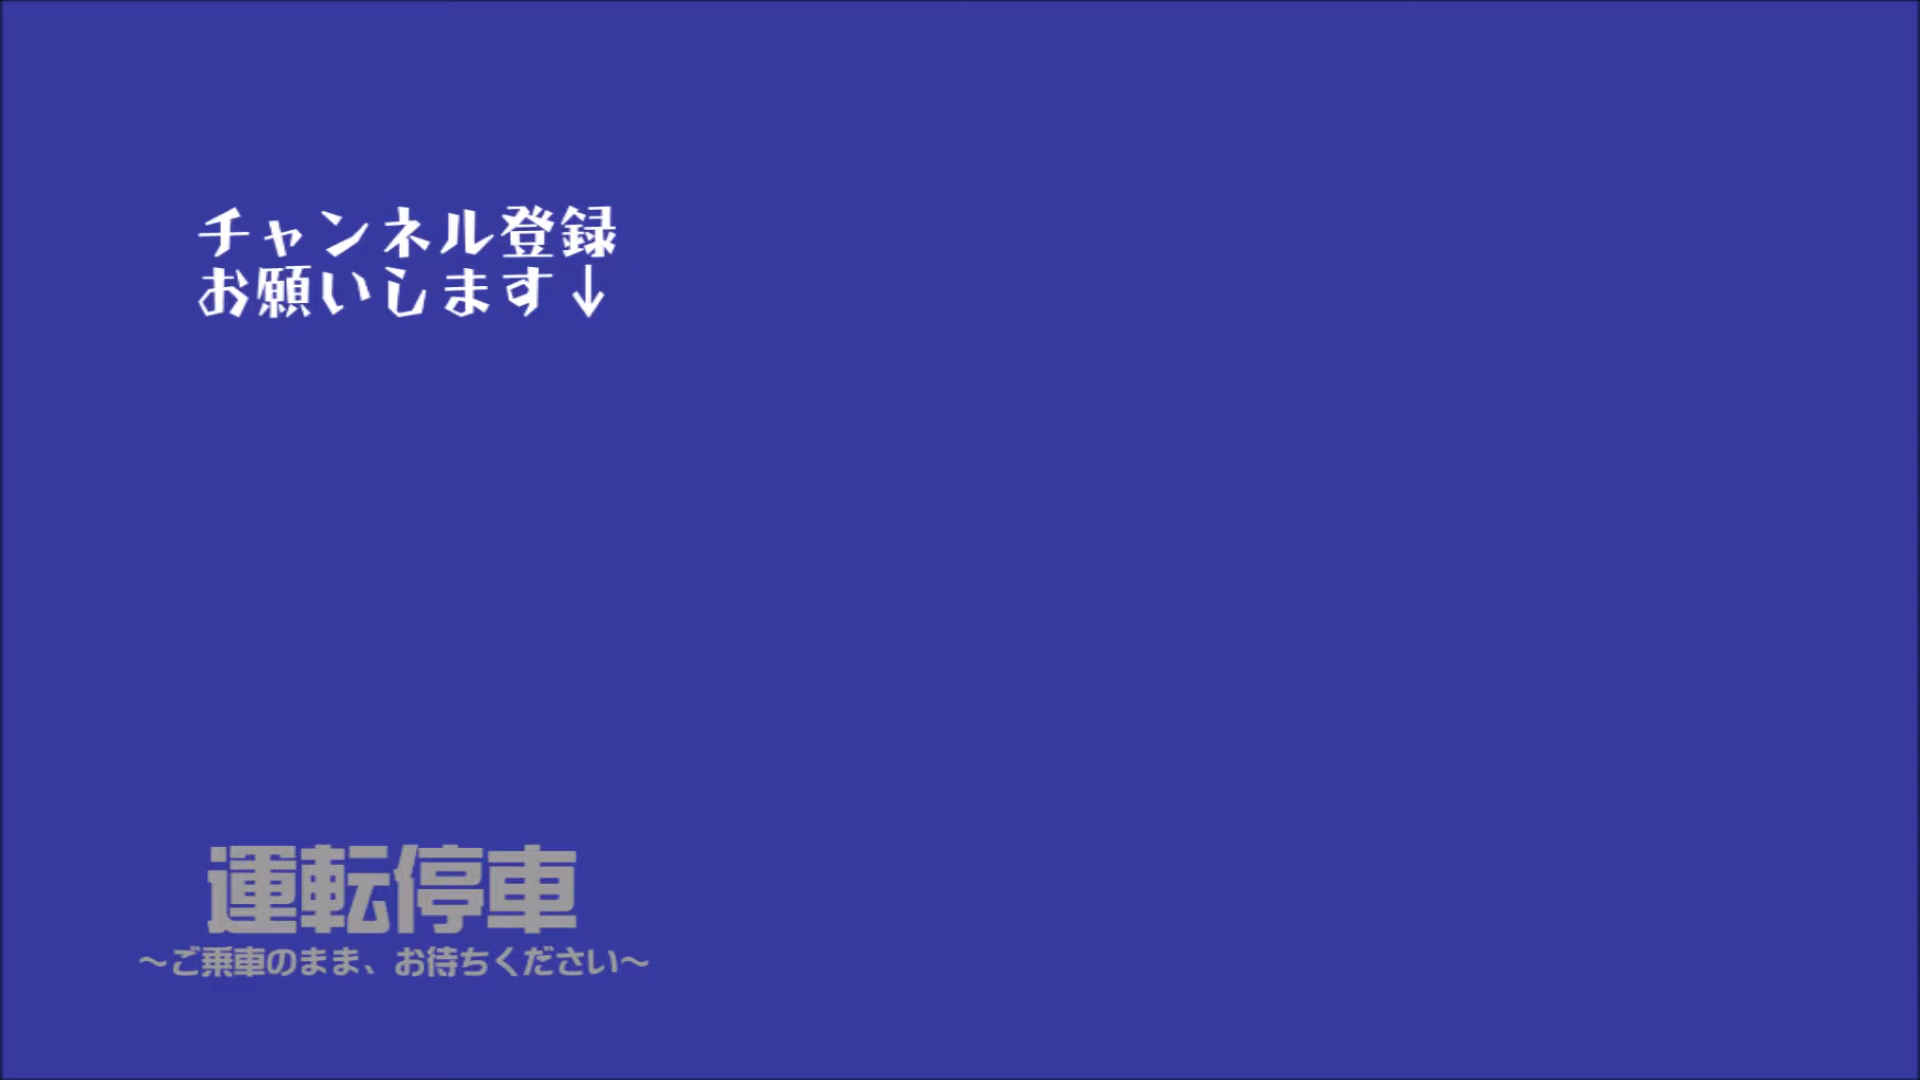 チャンネル登録
お願いします↓
運転停車
～ご乗車のまま、お待ちください～